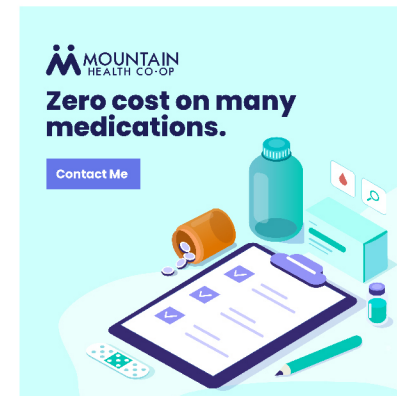 MOUNTAIN
HEALTH CO·OP
Zero cost on many
medications.
Contact Me